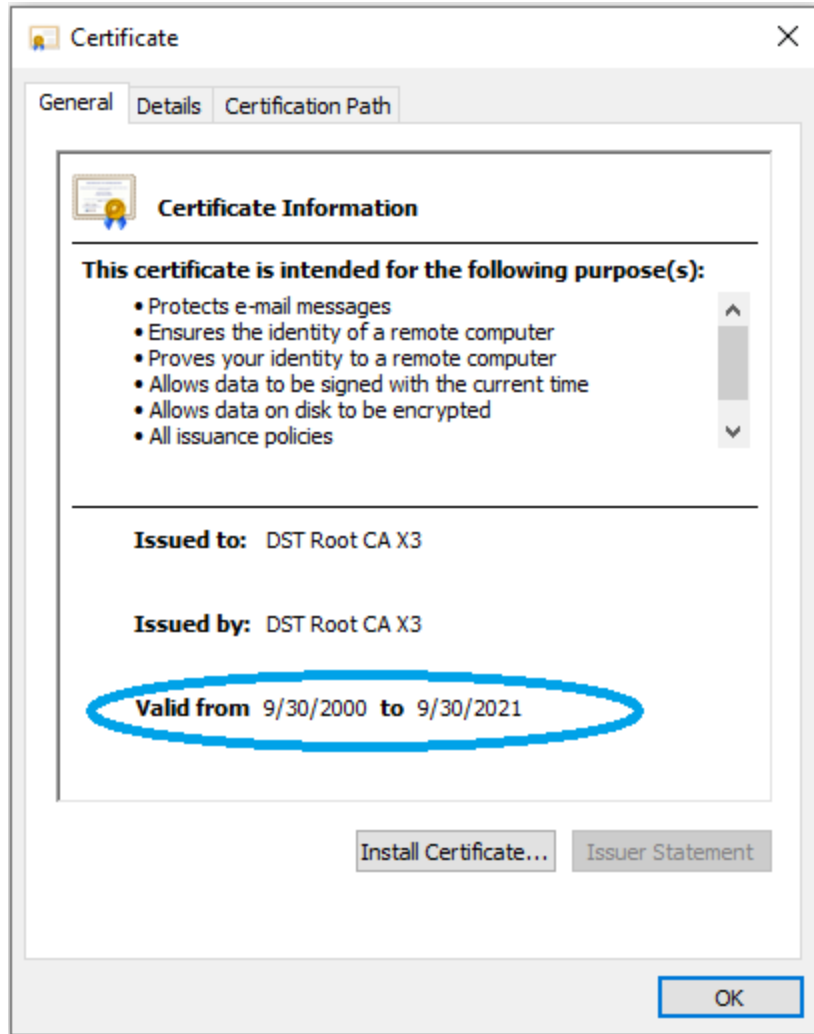 Certificate
General Details Certification Path
Certificate Information
This certificate is intended for the following purpose(s):
• Protects e-mail messages
• Ensures the identity of a remote computer
• Proves your identity to a remote computer
• Allows data to be signed with the current time
• Allows data on disk to be encrypted
• All issuance policies
Issued to: DST Root CA X3
Issued by: DST Root CA X3
Valid from 9/30/2000 to 9/30/2021
Install Certificate... Issuer Statement
OK